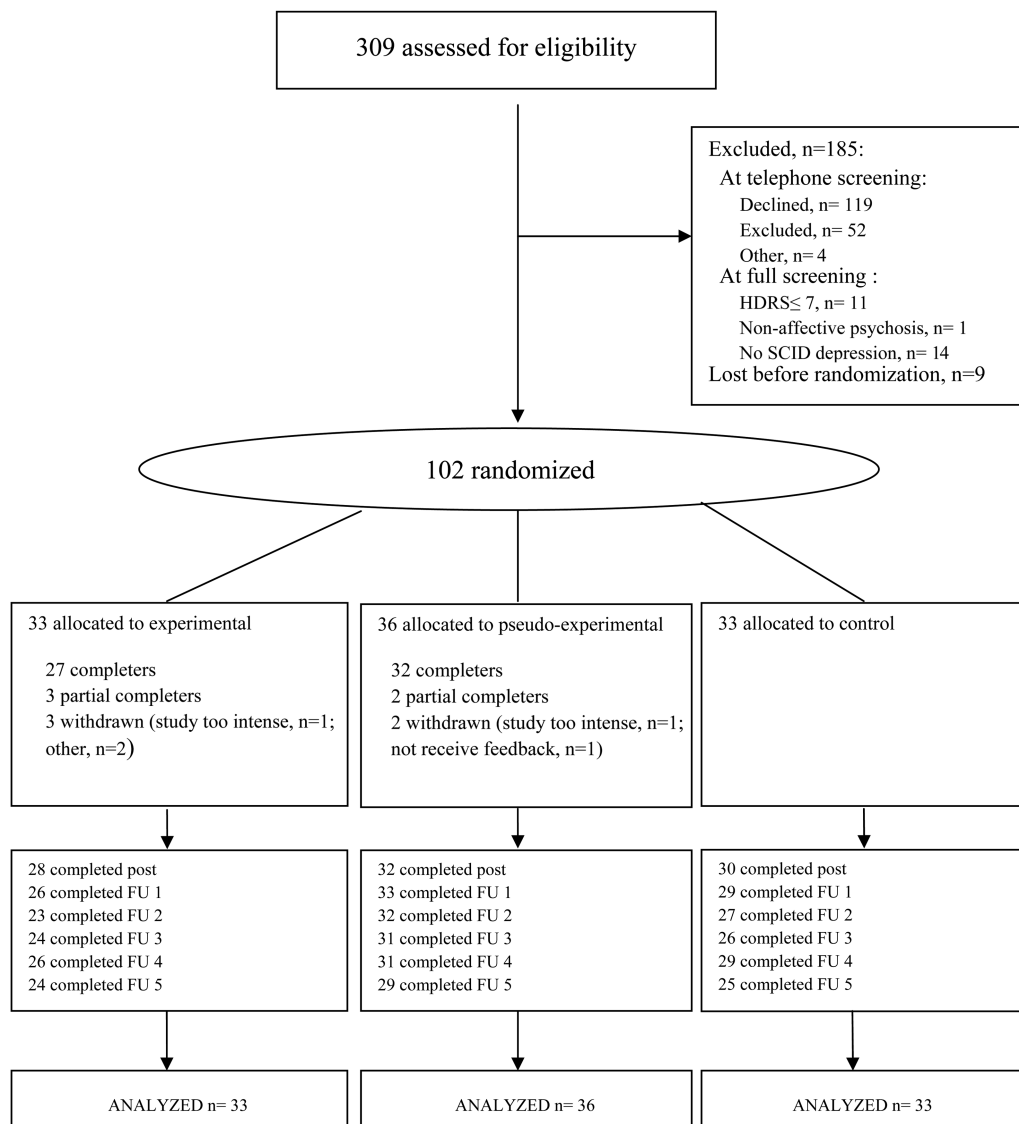 309 assessed for eligibility
Excluded, n=185:
At telephone screening:
Declined, n= 119
Excluded, n= 52
Other, n= 4
At full screening :
HDRS≤ 7, n= 11
Non-affective psychosis, n= 1
No SCID depression, n= 14
Lost before randomization, n=9
102 randomized
33 allocated to experimental
27 completers
3 partial completers
3 withdrawn (study too intense, n=1;
other, n=2)
36 allocated to pseudo-experimental
32 completers
2 partial completers
2 withdrawn (study too intense, n=1;
not receive feedback, n=1)
33 allocated to control
28 completed post
26 completed FU 1
23 completed FU 2
24 completed FU 3
26 completed FU 4
24 completed FU 5
32 completed post
33 completed FU 1
32 completed FU 2
31 completed FU 3
31 completed FU 4
29 completed FU 5
30 completed post
29 completed FU 1
27 completed FU 2
26 completed FU 3
29 completed FU 4
25 completed FU 5
ANALYZED n= 33
ANALYZED n= 36
ANALYZED n= 33